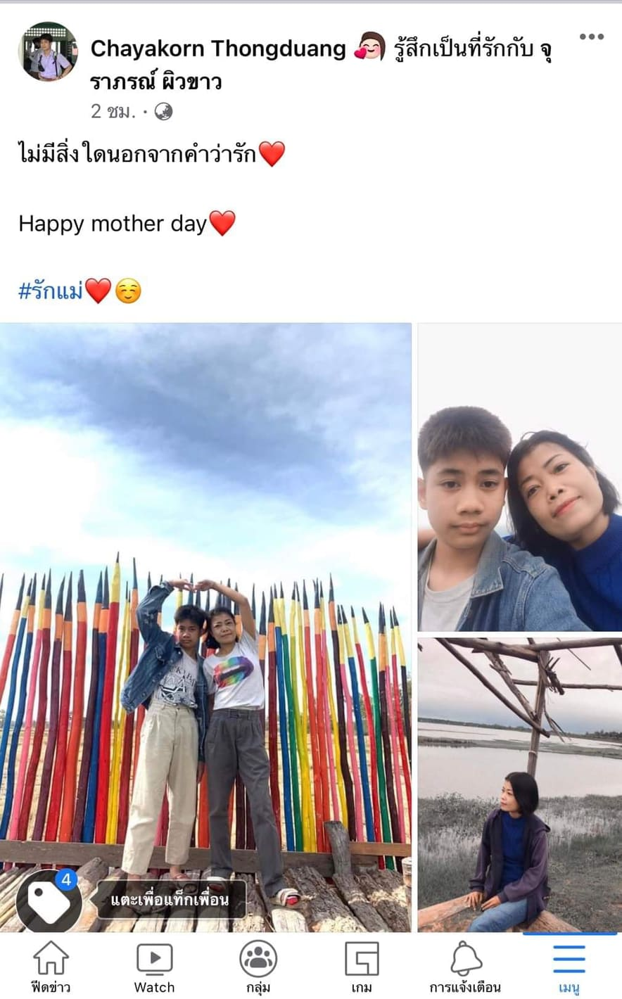 Chayakorn Thongduang 🥰 รู้สึกเป็นที่รักกับ จุ
ราภรณ์ ผิวขาว
2 ชม. ·
ไม่มีสิ่งใดนอกจากคำว่ารัก❤️
Happy mother day❤️
#รักแม่❤️☺️
4
แตะเพื่อแท็กเพื่อน
ฟีดข่าว
Watch
กลุ่ม
เกม
การแจ้งเตือน
เมนู